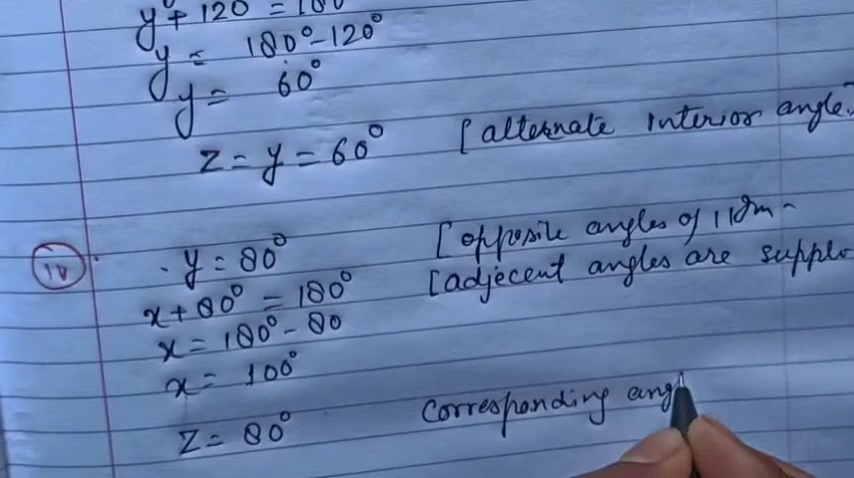 y° + 120 = 180
y = 180° - 120°
y = 60°
z = y = 60° [alternate interior angle.
iv y = 80° [opposite angles of ||gm -
x + 80° = 180° [adjecent angles are supple
x = 180° - 80
x = 100°
z = 80° Corresponding ang